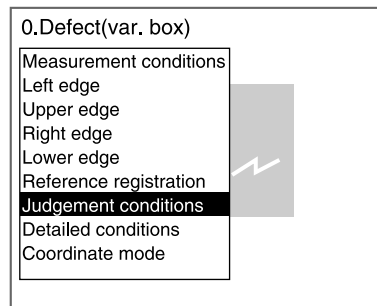 0.Defect(var. box)
Measurement conditions
Left edge
Upper edge
Right edge
Lower edge
Reference registration
Judgement conditions
Detailed conditions
Coordinate mode